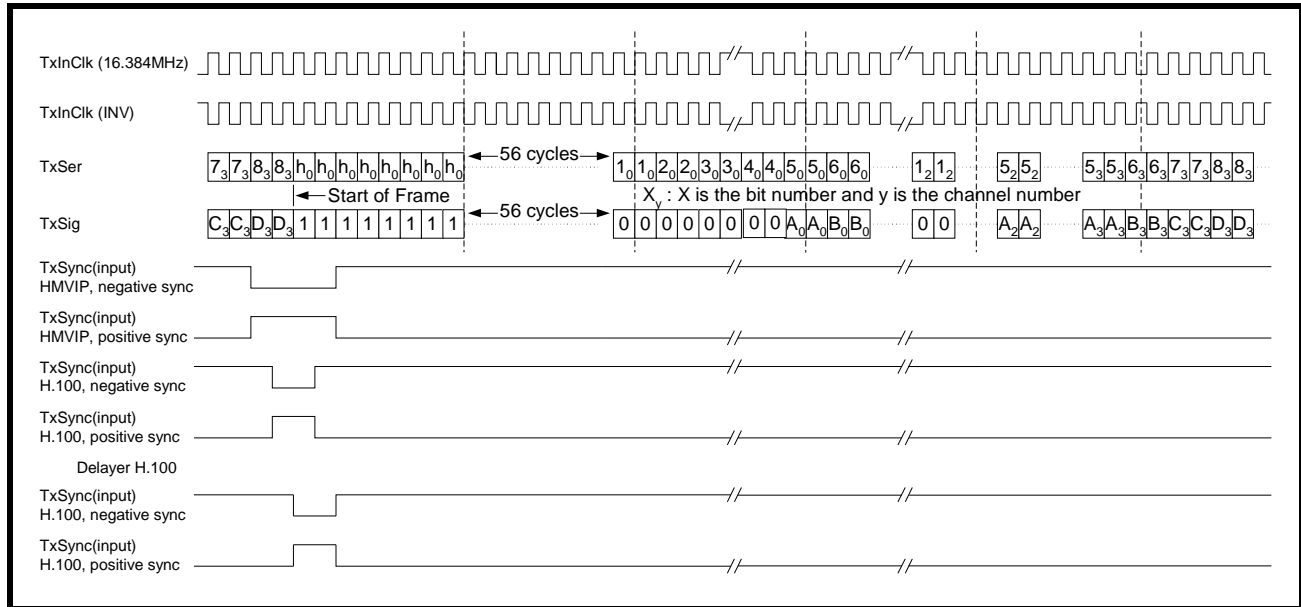 TxInClk (16.384MHz)
TxInClk (INV)
TxSer 7₃ 7₃ 8₃ 8₃ h₀ h₀ h₀ h₀ h₀ h₀ h₀ h₀ 56 cycles 1₀ 1₀ 2₀ 2₀ 3₀ 3₀ 4₀ 4₀ 5₀ 5₀ 6₀ 6₀ 1₂ 1₂ 5₂ 5₂ 5₃ 5₃ 6₃ 6₃ 7₃ 7₃ 8₃ 8₃
Start of Frame Xy : X is the bit number and y is the channel number
TxSig C₃ C₃ D₃ D₃ 1 1 1 1 1 1 1 1 56 cycles 0 0 0 0 0 0 0 0 A₀ A₀ B₀ B₀ 0 0 A₂ A₂ A₃ A₃ B₃ B₃ C₃ C₃ D₃ D₃
TxSync(input)
HMVIP, negative sync
TxSync(input)
HMVIP, positive sync
TxSync(input)
H.100, negative sync
TxSync(input)
H.100, positive sync
Delayer H.100
TxSync(input)
H.100, negative sync
TxSync(input)
H.100, positive sync